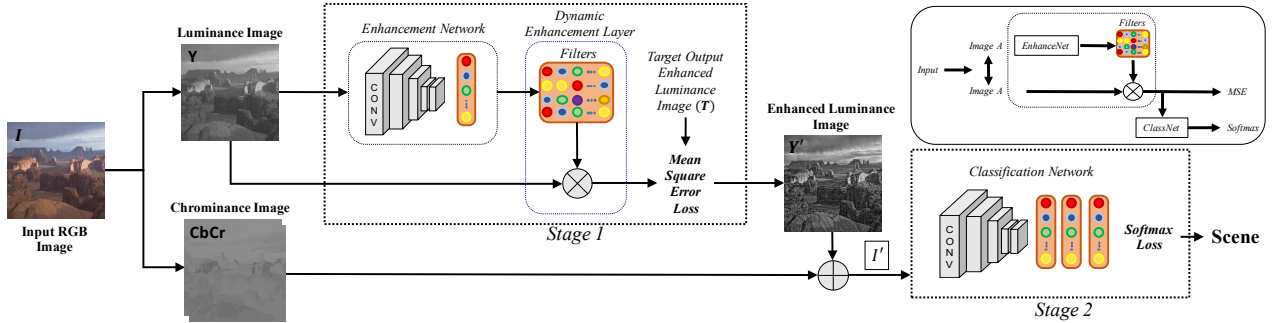 Luminance Image
Y
I
Input RGB
Image
Chrominance Image
CbCr
Enhancement Network
CONV
Dynamic
Enhancement Layer
Filters
Target Output
Enhanced
Luminance
Image (T)
Mean
Square
Error
Loss
Stage 1
Enhanced Luminance
Image
Y'
I'
Classification Network
CONV
Softmax
Loss
Scene
Stage 2
Input
Image A
Image A
EnhanceNet
Filters
MSE
ClassNet
Softmax